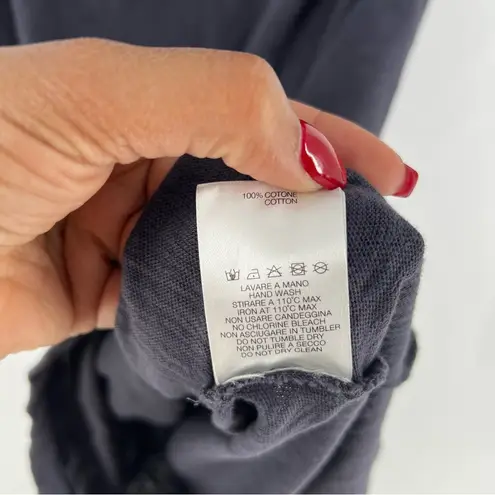 100% COTONE
COTTON
LAVARE A MANO
HAND WASH
STIRARE A 110°C MAX
IRON AT 110°C MAX
NON USARE CANDEGGINA
NO CHLORINE BLEACH
NON ASCIUGARE IN TUMBLER
DO NOT TUMBLE DRY
NON PULIRE A SECCO
DO NOT DRY CLEAN